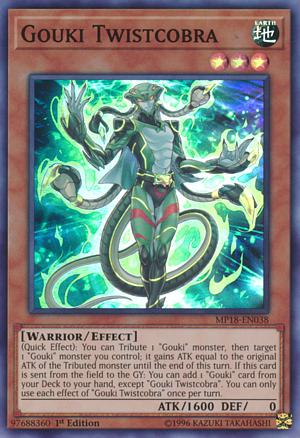 Gouki Twistcobra
EARTH
地
MP18-EN038
[Warrior/Effect]
(Quick Effect): You can Tribute 1 "Gouki" monster, then target
1 "Gouki" monster you control; it gains ATK equal to the original
ATK of the Tributed monster until the end of this turn. If this card
is sent from the field to the GY: You can add 1 "Gouki" card
from your Deck to your hand, except "Gouki Twistcobra". You can only
use each effect of "Gouki Twistcobra" once per turn.
ATK/1600 DEF/ 0
97688360 1st Edition ©1996 KAZUKI TAKAHASHI